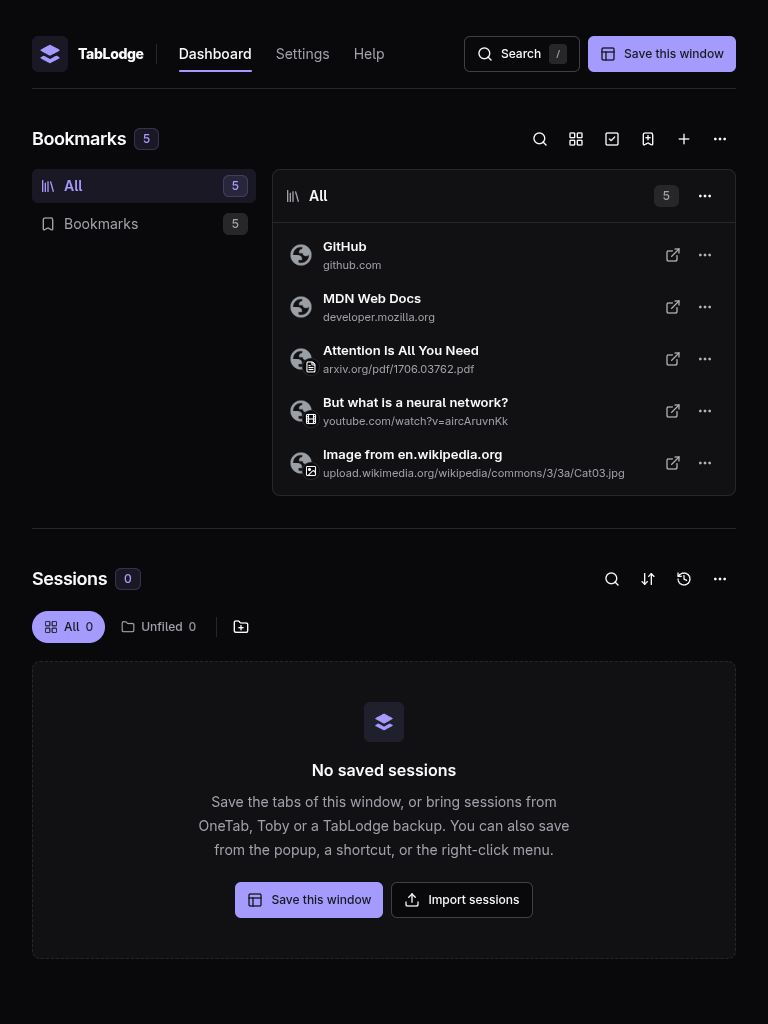 TabLodge
Dashboard
Settings
Help
Search /
Save this window
Bookmarks 5
All 5
Bookmarks 5
All 5
GitHub
github.com
MDN Web Docs
developer.mozilla.org
Attention Is All You Need
arxiv.org/pdf/1706.03762.pdf
But what is a neural network?
youtube.com/watch?v=aircAruvnKk
Image from en.wikipedia.org
upload.wikimedia.org/wikipedia/commons/3/3a/Cat03.jpg
Sessions 0
All 0
Unfiled 0
No saved sessions
Save the tabs of this window, or bring sessions from
OneTab, Toby or a TabLodge backup. You can also save
from the popup, a shortcut, or the right-click menu.
Save this window
Import sessions